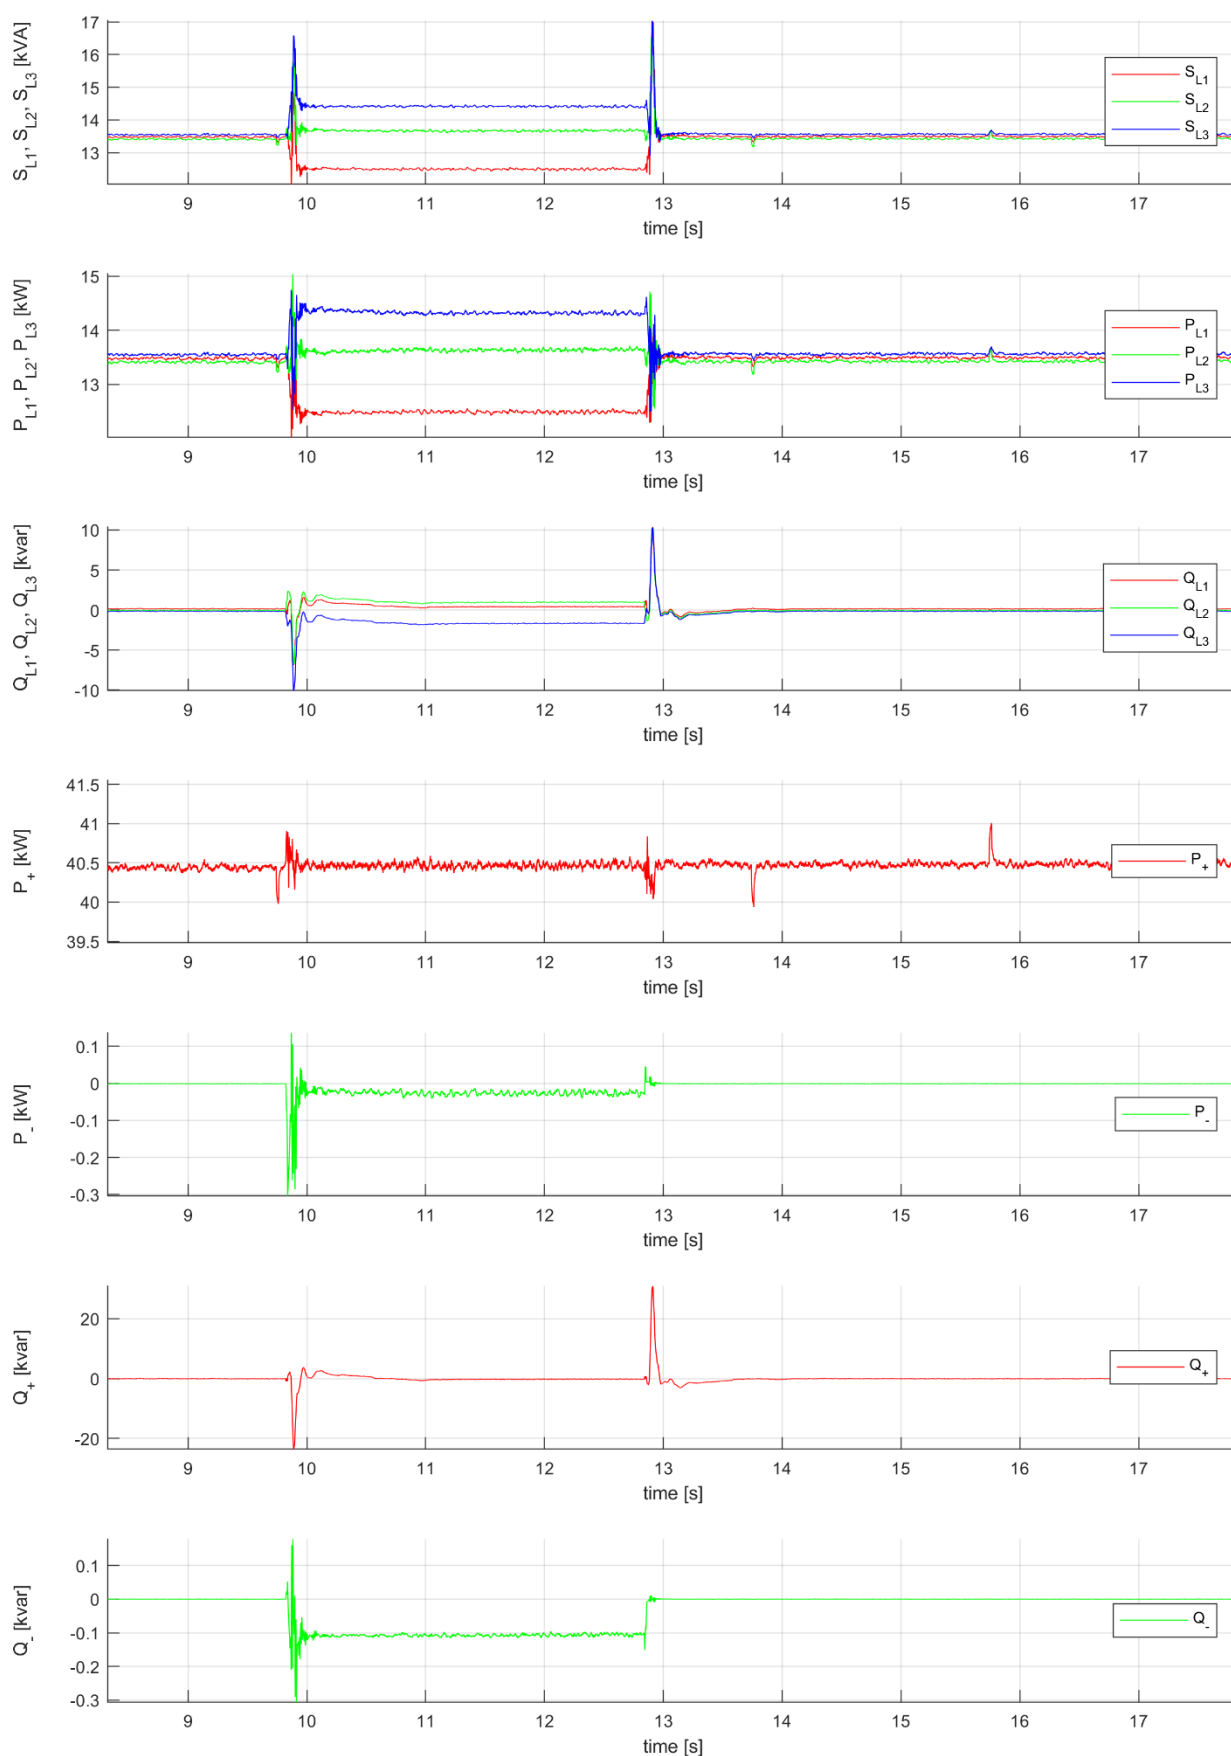 S_L1, S_L2, S_L3 [kVA]
17
16
15
14
13
S_L1
S_L2
S_L3
9 10 11 12 13 14 15 16 17
time [s]
P_L1, P_L2, P_L3 [kW]
15
14
13
P_L1
P_L2
P_L3
9 10 11 12 13 14 15 16 17
time [s]
Q_L1, Q_L2, Q_L3 [kvar]
10
5
0
-5
-10
Q_L1
Q_L2
Q_L3
9 10 11 12 13 14 15 16 17
time [s]
P_+ [kW]
41.5
41
40.5
40
39.5
P_+
9 10 11 12 13 14 15 16 17
time [s]
P_- [kW]
0.1
0
-0.1
-0.2
-0.3
P_-
9 10 11 12 13 14 15 16 17
time [s]
Q_+ [kvar]
20
0
-20
Q_+
9 10 11 12 13 14 15 16 17
time [s]
Q_- [kvar]
0.1
0
-0.1
-0.2
-0.3
Q_-
9 10 11 12 13 14 15 16 17
time [s]